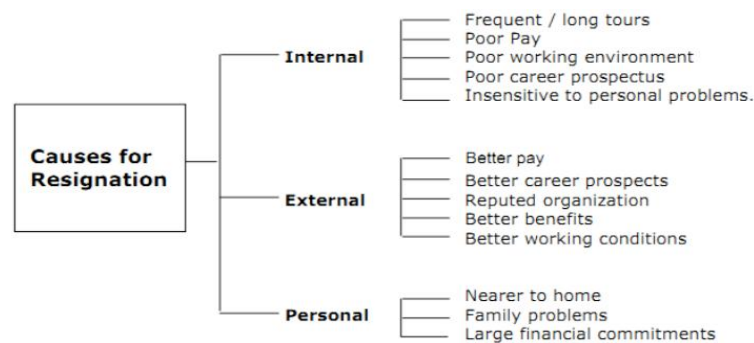 Causes for
Resignation
Internal
Frequent / long tours
Poor Pay
Poor working environment
Poor career prospectus
Insensitive to personal problems.
External
Better pay
Better career prospects
Reputed organization
Better benefits
Better working conditions
Personal
Nearer to home
Family problems
Large financial commitments